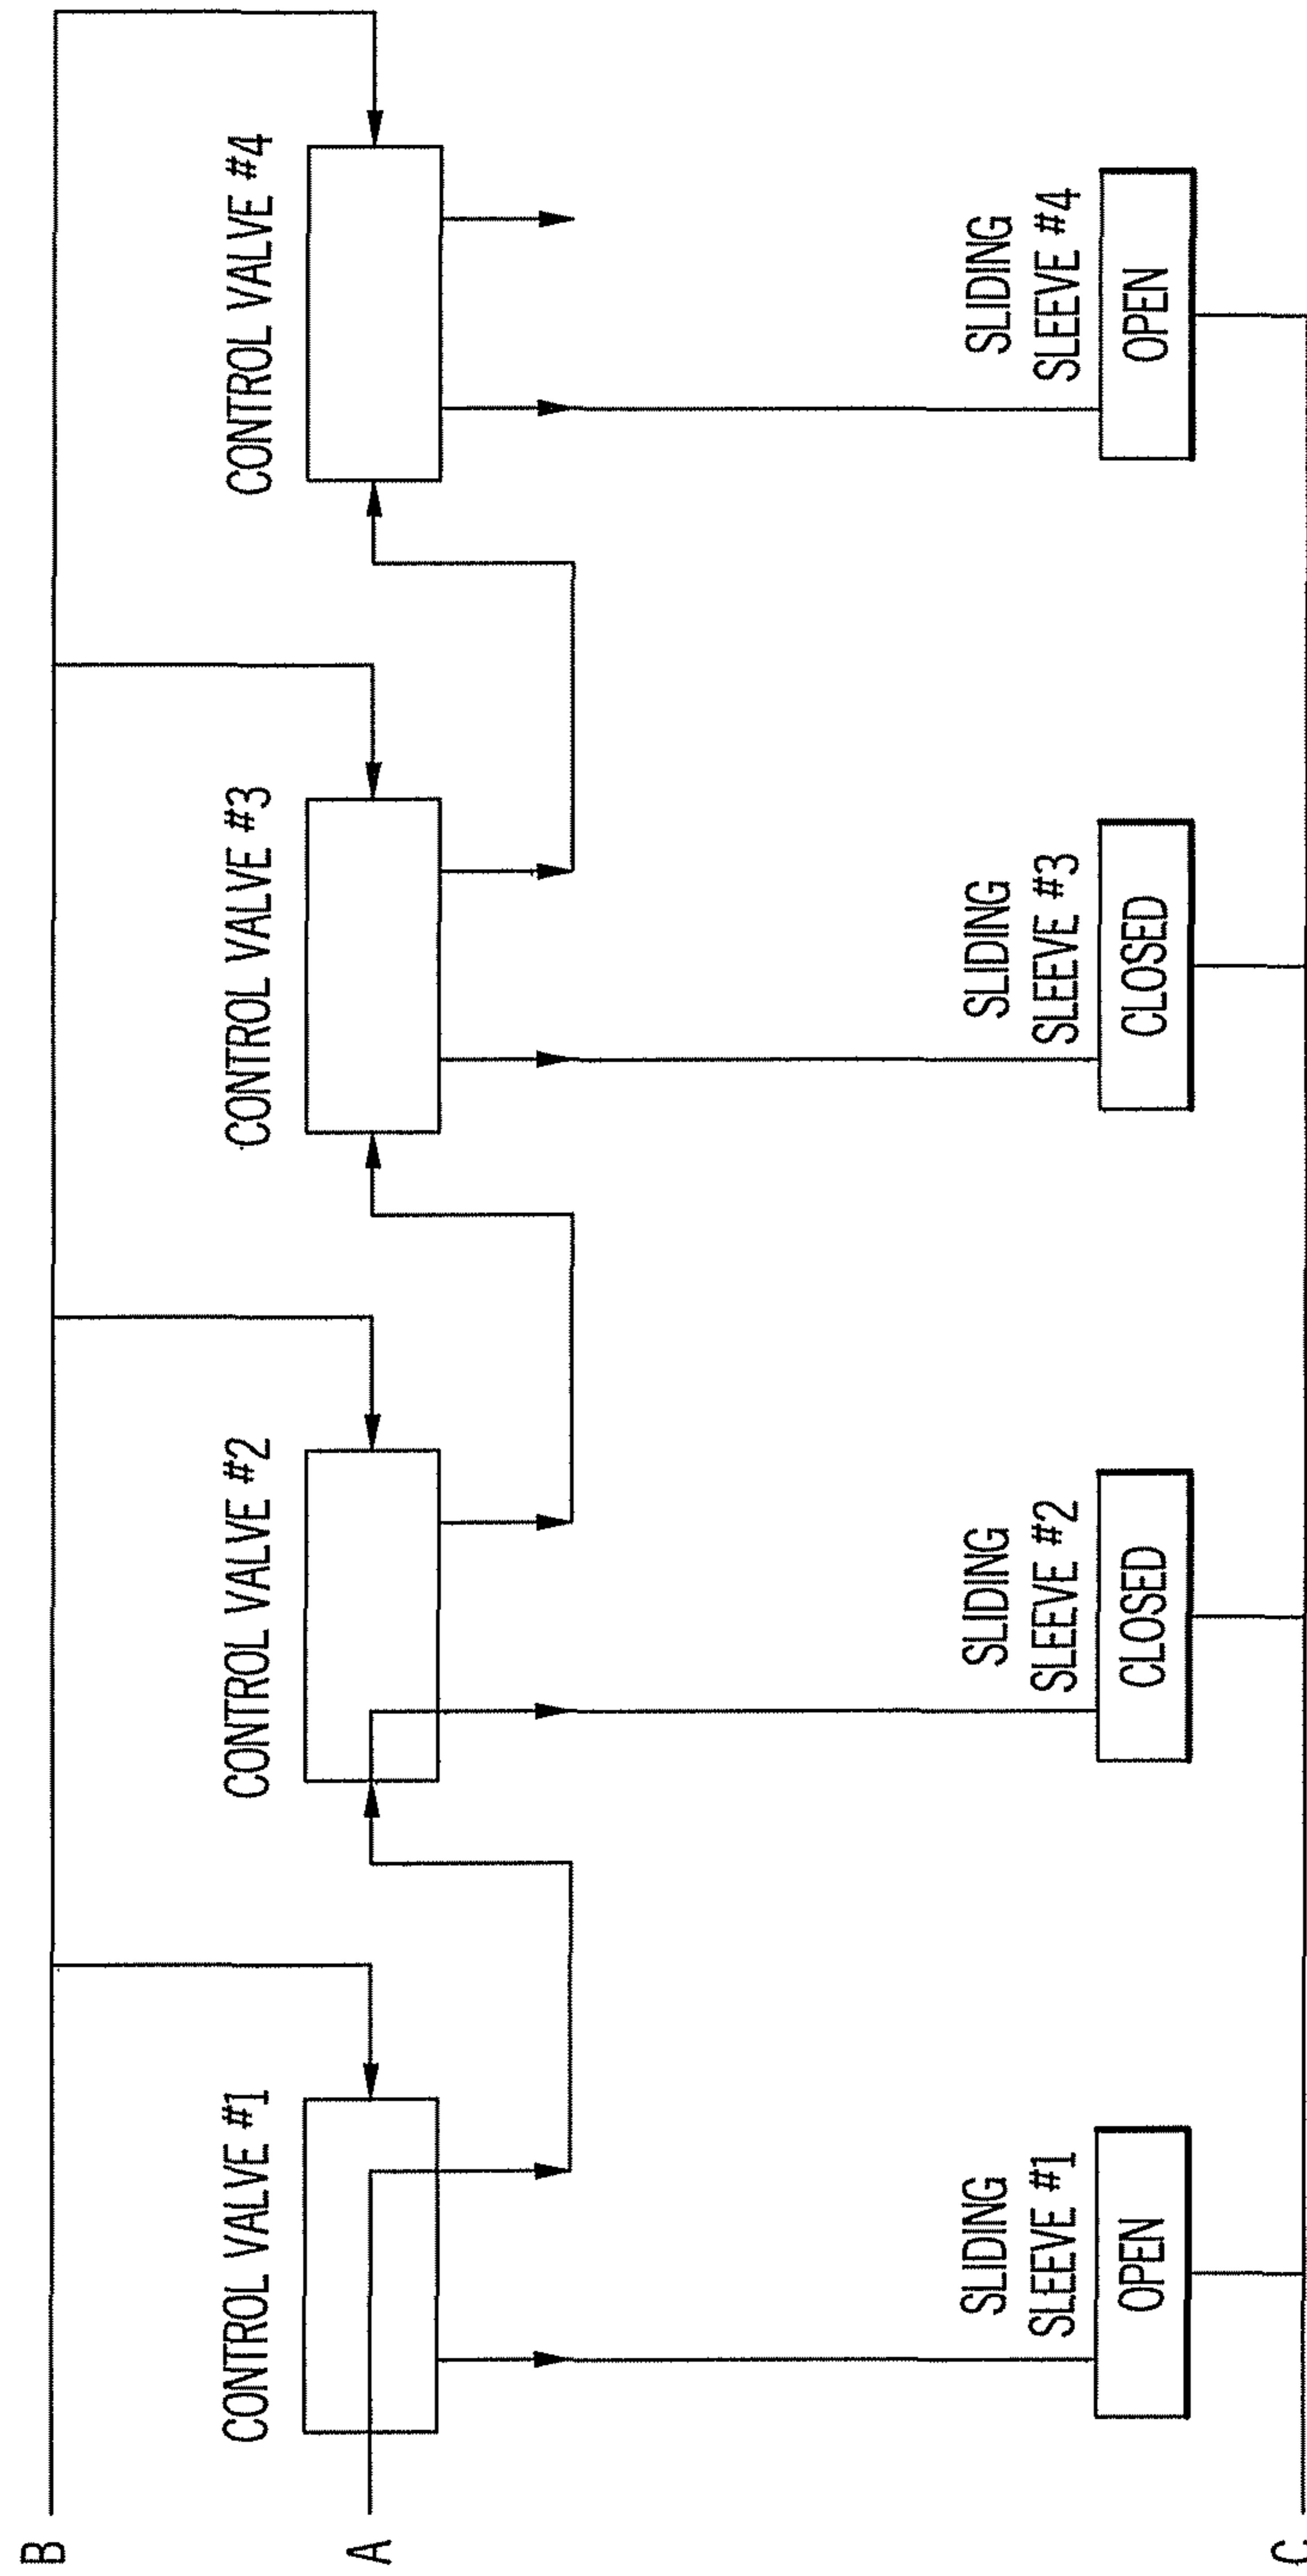 B
A
C
CONTROL VALVE #1
CONTROL VALVE #2
CONTROL VALVE #3
CONTROL VALVE #4
SLIDING
SLEEVE #1
OPEN
SLIDING
SLEEVE #2
CLOSED
SLIDING
SLEEVE #3
CLOSED
SLIDING
SLEEVE #4
OPEN